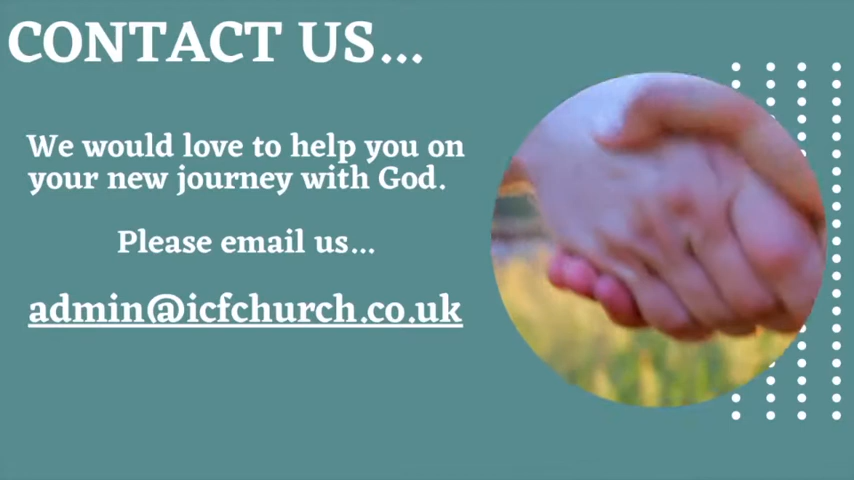 CONTACT US...
We would love to help you on
your new journey with God.
Please email us...
admin@icfchurch.co.uk